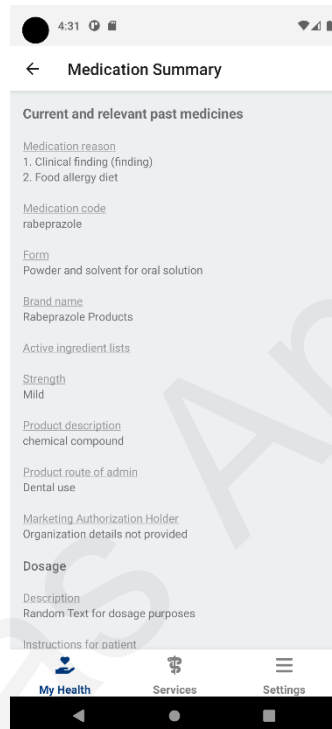 4:31
Medication Summary
Current and relevant past medicines
Medication reason
1. Clinical finding (finding)
2. Food allergy diet
Medication code
rabeprazole
Form
Powder and solvent for oral solution
Brand name
Rabeprazole Products
Active ingredient lists
Strength
Mild
Product description
chemical compound
Product route of admin
Dental use
Marketing Authorization Holder
Organization details not provided
Dosage
Description
Random Text for dosage purposes
Instructions for patient
My Health Services Settings